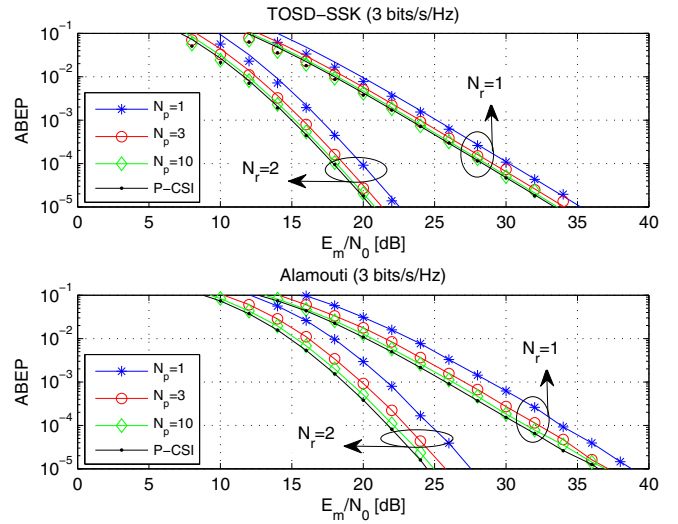 TOSD-SSK (3 bits/s/Hz)
10^-1
10^-2
10^-3
10^-4
10^-5
ABEP
N_p=1
N_p=3
N_p=10
P-CSI
N_r=1
N_r=2
0 5 10 15 20 25 30 35 40
E_m/N_0 [dB]
Alamouti (3 bits/s/Hz)
10^-1
10^-2
10^-3
10^-4
10^-5
ABEP
N_p=1
N_p=3
N_p=10
P-CSI
N_r=1
N_r=2
0 5 10 15 20 25 30 35 40
E_m/N_0 [dB]